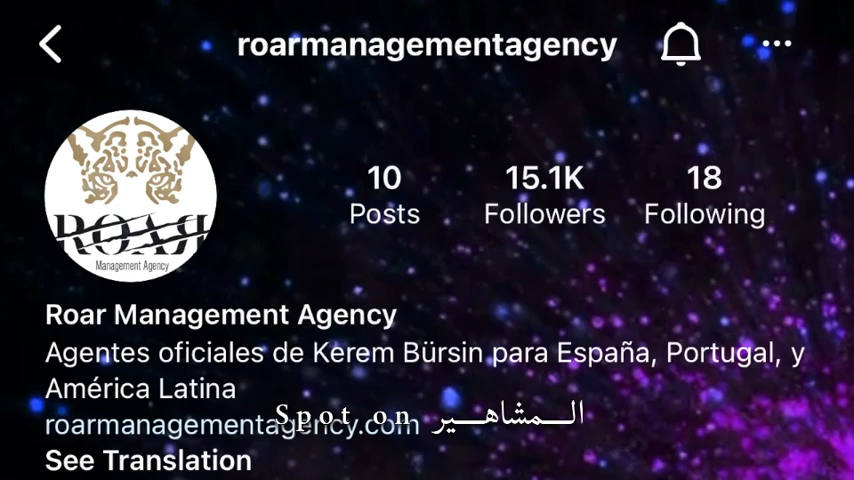 roarmanagementagency
10 15.1K 18
Posts Followers Following
ROAR
Management Agency
Roar Management Agency
Agentes oficiales de Kerem Bürsin para España, Portugal, y
América Latina
roarmanagementagency.com
Spot on المشاهير
See Translation